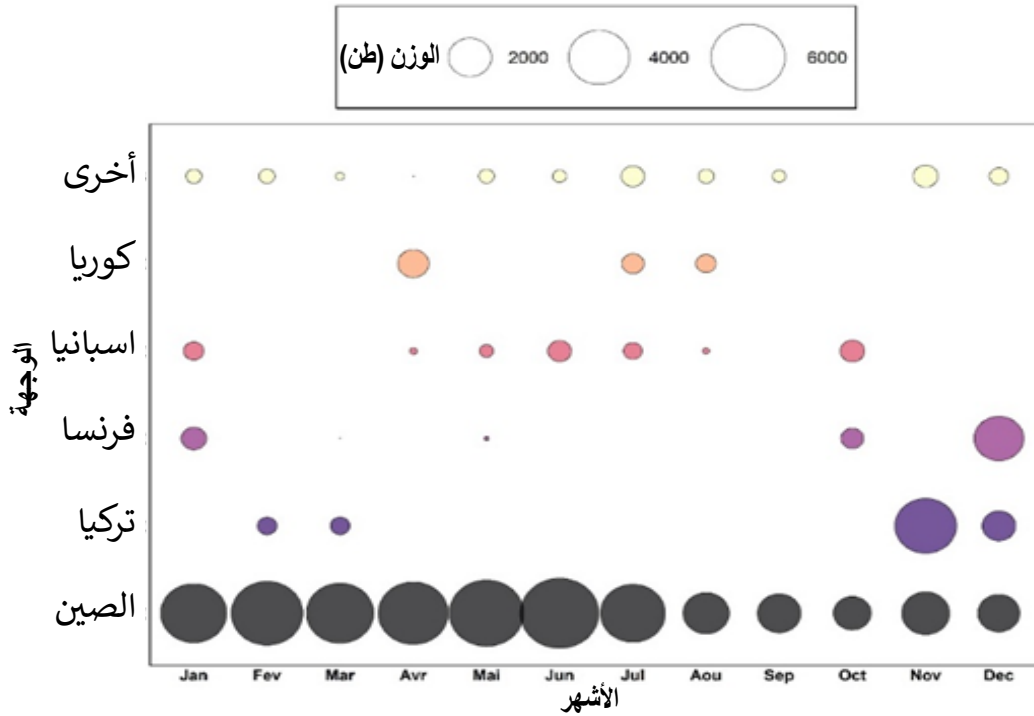 الوزن (طن) 2000 4000 6000
أخرى
كوريا
اسبانيا
فرنسا
تركيا
الصين
الوجهة
Jan Fev Mar Avr Mai Jun Jul Aou Sep Oct Nov Dec
الأشهر